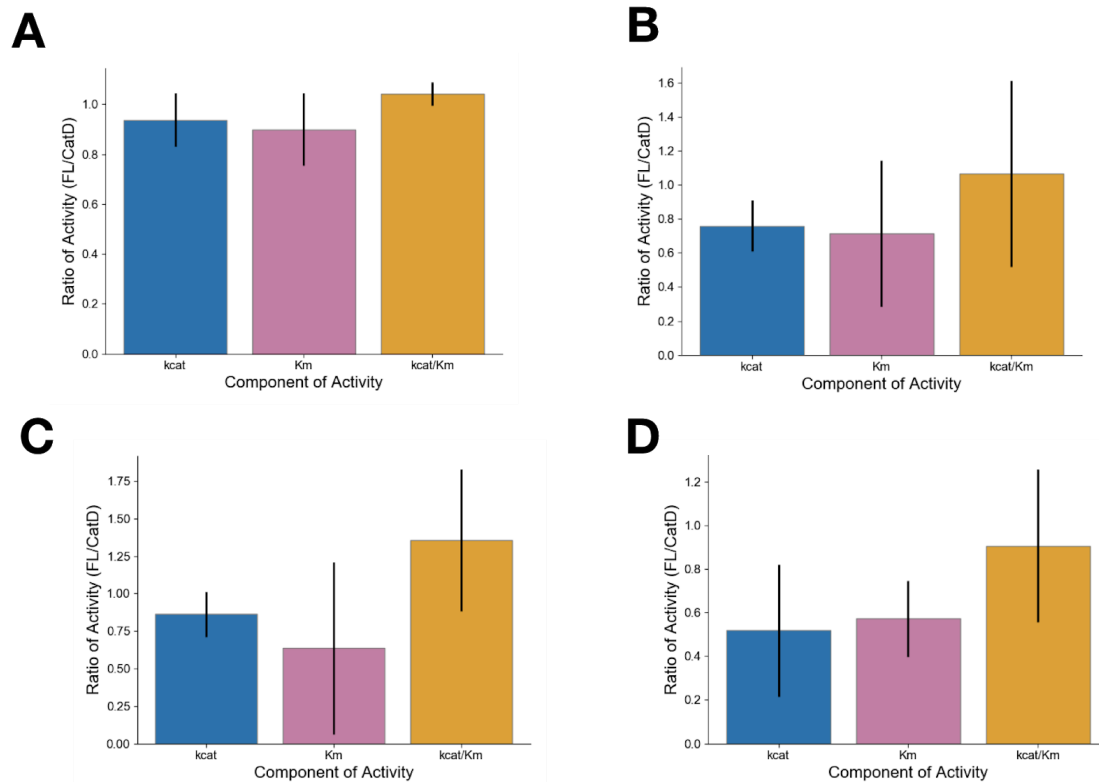 A
Ratio of Activity (FL/CatD)
1.0
0.8
0.6
0.4
0.2
0.0
kcat Km kcat/Km
Component of Activity
B
Ratio of Activity (FL/CatD)
1.6
1.4
1.2
1.0
0.8
0.6
0.4
0.2
0.0
kcat Km kcat/Km
Component of Activity
C
Ratio of Activity (FL/CatD)
1.75
1.50
1.25
1.00
0.75
0.50
0.25
0.00
kcat Km kcat/Km
Component of Activity
D
Ratio of Activity (FL/CatD)
1.2
1.0
0.8
0.6
0.4
0.2
0.0
kcat Km kcat/Km
Component of Activity